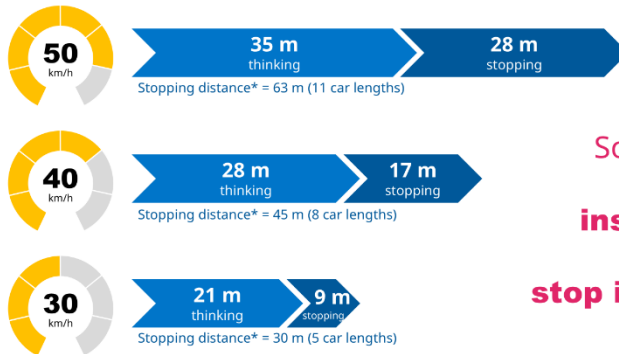 50
km/h
35 m
thinking
28 m
stopping
Stopping distance* = 63 m (11 car lengths)
40
km/h
28 m
thinking
17 m
stopping
Stopping distance* = 45 m (8 car lengths)
30
km/h
21 m
thinking
9 m
stopping
Stopping distance* = 30 m (5 car lengths)
stop